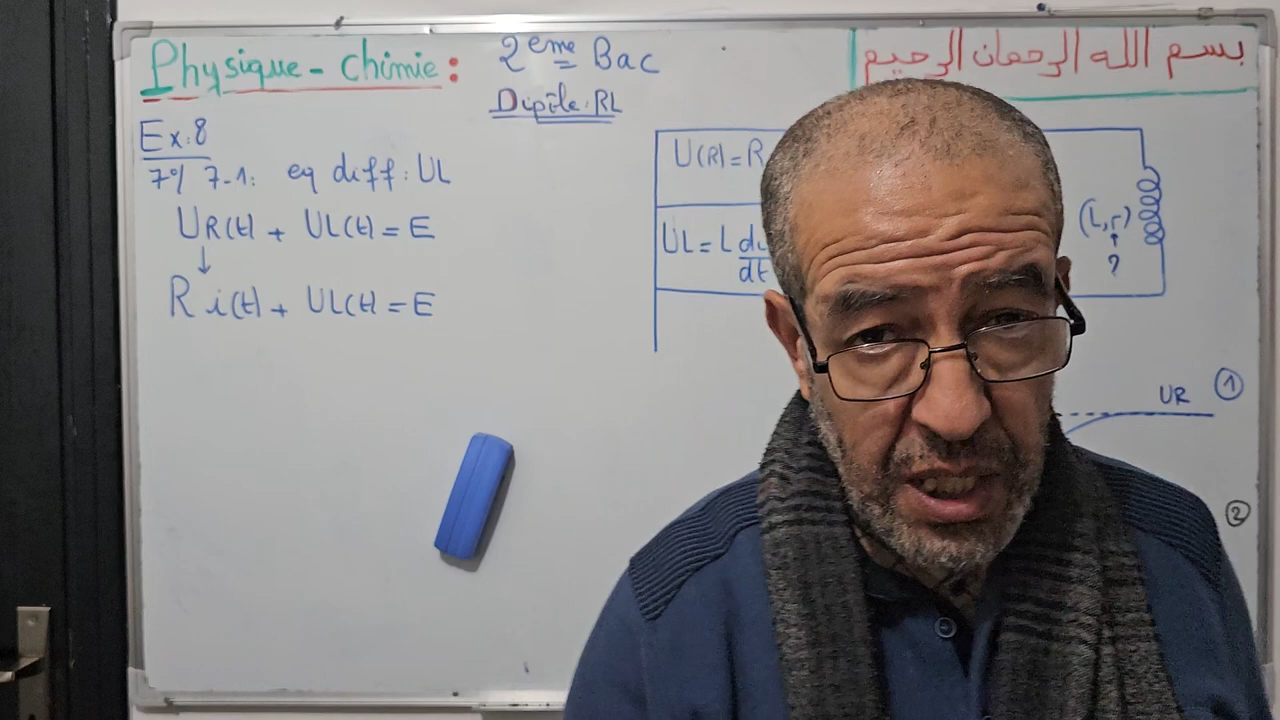 Physique - Chimie : 2eme Bac
بسم الله الرحمان الرحيم
Dipôle: RL
Ex: 8
7°/ 7-1: eq diff: UL
UR(t) + UL(t) = E
↓
R i(t) + UL(t) = E
U(R) = R
UL = L di/dt
(L, r)
↑
?
UR ①
②